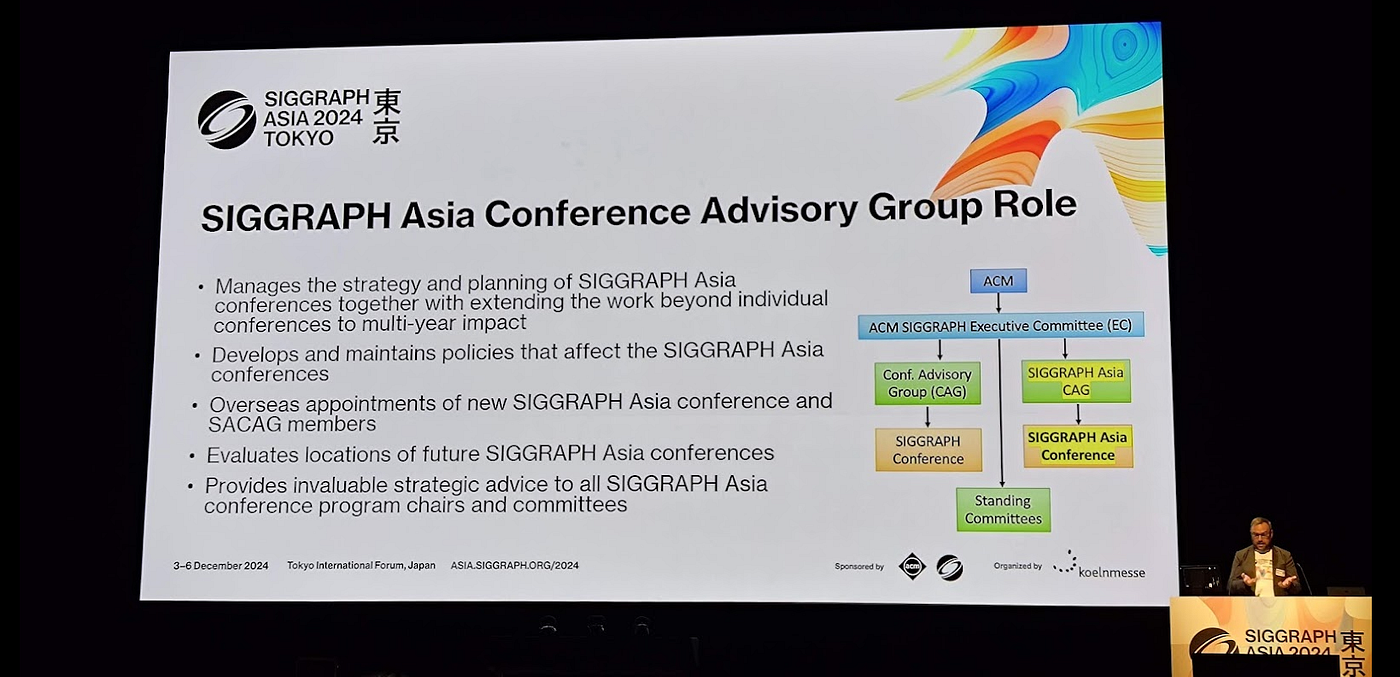 SIGGRAPH
ASIA 2024
TOKYO
東京
SIGGRAPH Asia Conference Advisory Group Role
• Manages the strategy and planning of SIGGRAPH Asia
conferences together with extending the work beyond individual
conferences to multi-year impact
• Develops and maintains policies that affect the SIGGRAPH Asia
conferences
• Overseas appointments of new SIGGRAPH Asia conference and
SACAG members
• Evaluates locations of future SIGGRAPH Asia conferences
• Provides invaluable strategic advice to all SIGGRAPH Asia
conference program chairs and committees
ACM
ACM SIGGRAPH Executive Committee (EC)
Conf. Advisory
Group (CAG)
SIGGRAPH Asia
CAG
SIGGRAPH
Conference
SIGGRAPH Asia
Conference
Standing
Committees
3–6 December 2024 Tokyo International Forum, Japan ASIA.SIGGRAPH.ORG/2024
Sponsored by acm
Organized by koelnmesse
SIGGRAPH
ASIA 2024
東京